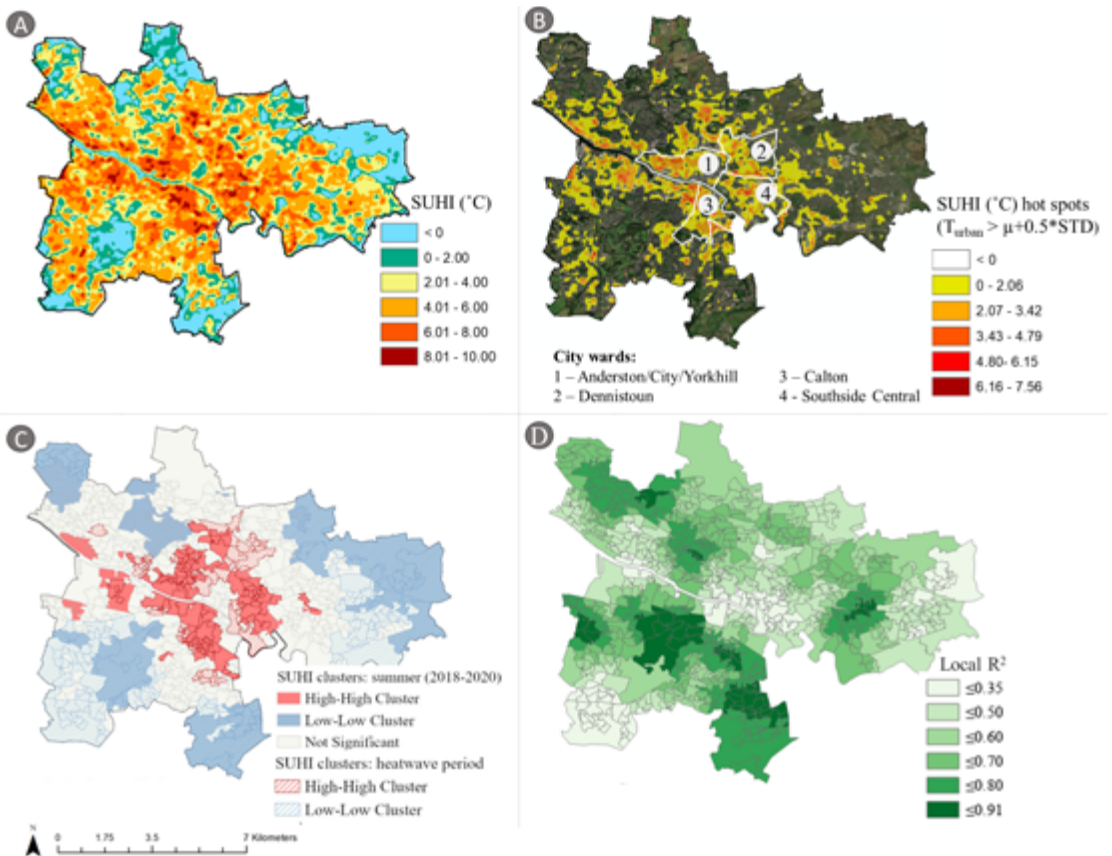 A
SUHI (˚C)
< 0
0 - 2.00
2.01 - 4.00
4.01 - 6.00
6.01 - 8.00
8.01 - 10.00
B
1
2
3
4
SUHI (˚C) hot spots
(Turban > μ+0.5*STD)
< 0
0 - 2.06
2.07 - 3.42
3.43 - 4.79
4.80- 6.15
6.16 - 7.56
City wards:
1 – Anderston/City/Yorkhill
2 – Dennistoun
3 – Calton
4 - Southside Central
C
SUHI clusters: summer (2018-2020)
High-High Cluster
Low-Low Cluster
Not Significant
SUHI clusters: heatwave period
High-High Cluster
Low-Low Cluster
N
0 1.75 3.5 7 Kilometers
D
Local R²
≤0.35
≤0.50
≤0.60
≤0.70
≤0.80
≤0.91